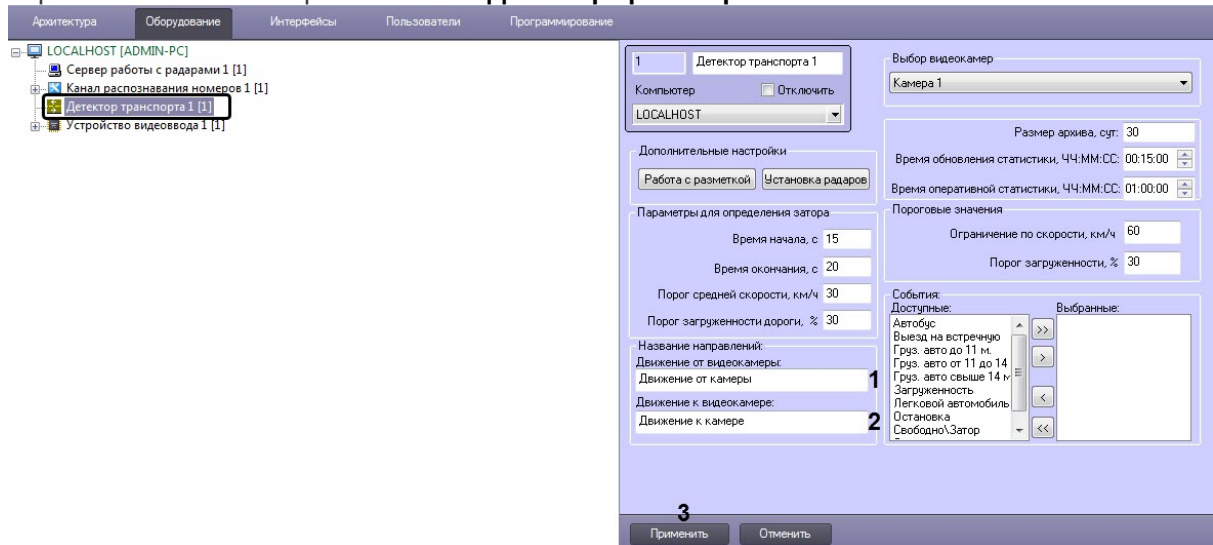 Архитектура Оборудование Интерфейсы Пользователи Программирование
LOCALHOST [ADMIN-PC]
Сервер работы с радарами 1 [1]
Канал распознавания номеров 1 [1]
Детектор транспорта 1 [1]
Устройство видеоввода 1 [1]
1 Детектор транспорта 1
Компьютер Отключить
LOCALHOST
Дополнительные настройки
Работа с разметкой Установка радаров
Параметры для определения затора
Время начала, с 15
Время окончания, с 20
Порог средней скорости, км/ч 30
Порог загруженности дороги, % 30
Название направлений:
Движение от видеокамеры:
Движение от камеры 1
Движение к видеокамере:
Движение к камере 2
Выбор видеокамер
Камера 1
Размер архива, сут: 30
Время обновления статистики, ЧЧ:ММ:СС: 00:15:00
Время оперативной статистики, ЧЧ:ММ:СС: 01:00:00
Пороговые значения
Ограничение по скорости, км/ч 60
Порог загруженности, % 30
События:
Доступные: Выбранные:
Автобус
Выезд на встречную
Груз. авто до 11 м.
Груз. авто от 11 до 14
Груз. авто свыше 14 м
Загруженность
Легковой автомобиль
Остановка
Свободно\Затор
>>
>
<
<<
3
Применить Отменить